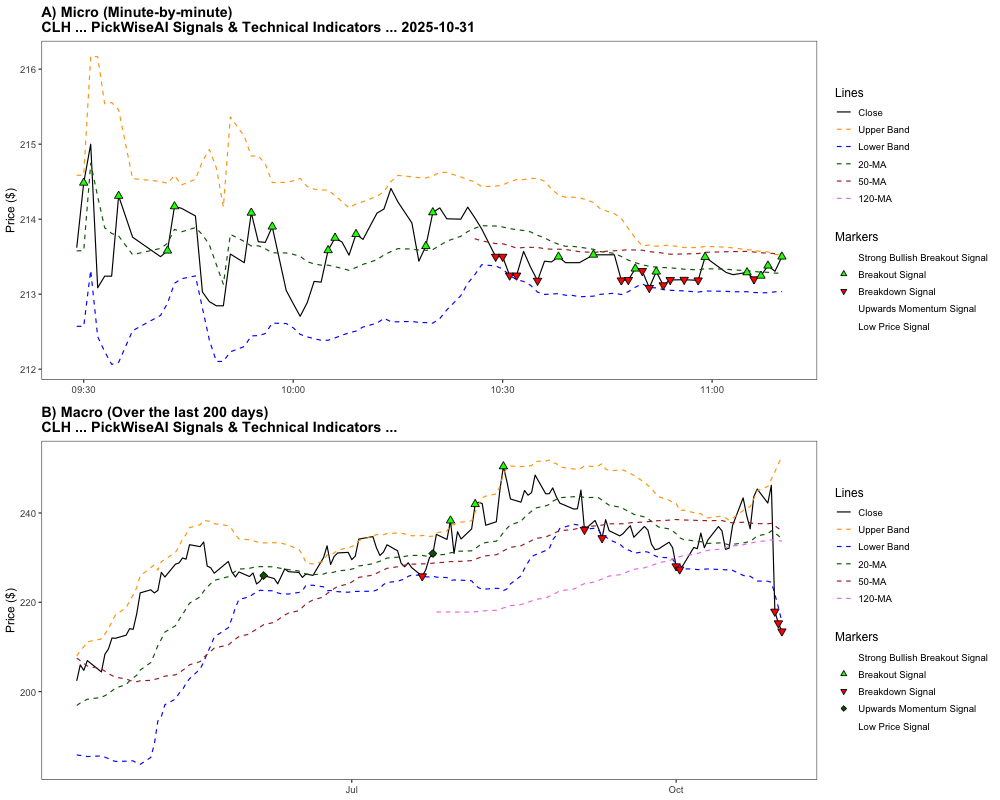 A) Micro (Minute-by-minute)
CLH ... PickWiseAI Signals & Technical Indicators ... 2025-10-31
Price ($)
216
215
214
213
212
09:30
10:00
10:30
11:00
Lines
Close
Upper Band
Lower Band
20-MA
50-MA
120-MA
Markers
Strong Bullish Breakout Signal
Breakout Signal
Breakdown Signal
Upwards Momentum Signal
Low Price Signal
B) Macro (Over the last 200 days)
CLH ... PickWiseAI Signals & Technical Indicators ...
Price ($)
240
220
200
Jul
Oct
Lines
Close
Upper Band
Lower Band
20-MA
50-MA
120-MA
Markers
Strong Bullish Breakout Signal
Breakout Signal
Breakdown Signal
Upwards Momentum Signal
Low Price Signal